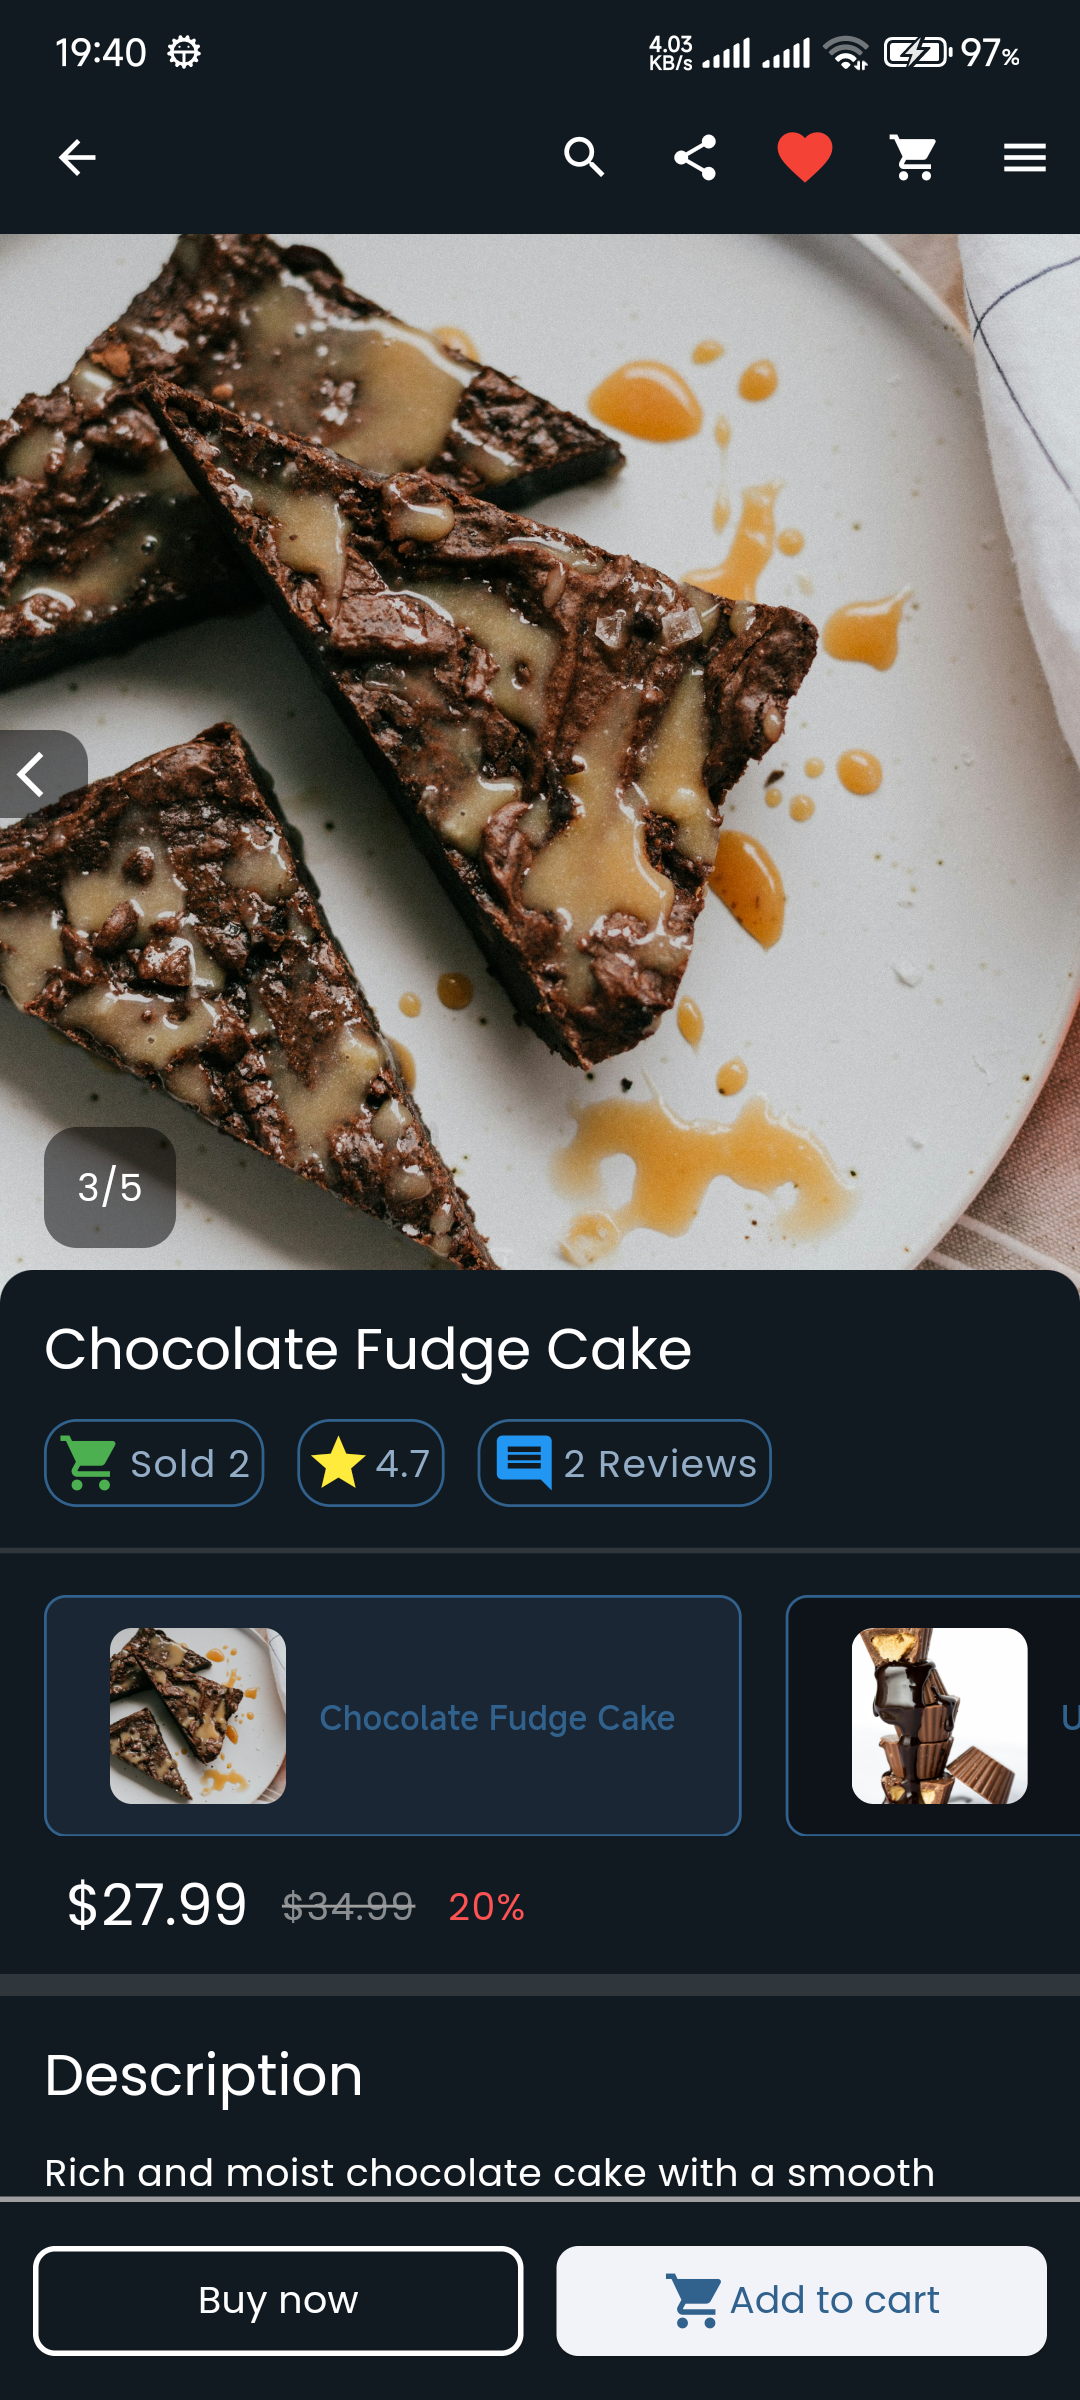 19:40
4.03
KB/s
97%
3/5
Chocolate Fudge Cake
Sold 2
4.7
2 Reviews
Chocolate Fudge Cake
$27.99 $34.99 20%
Description
Rich and moist chocolate cake with a smooth
Buy now
Add to cart